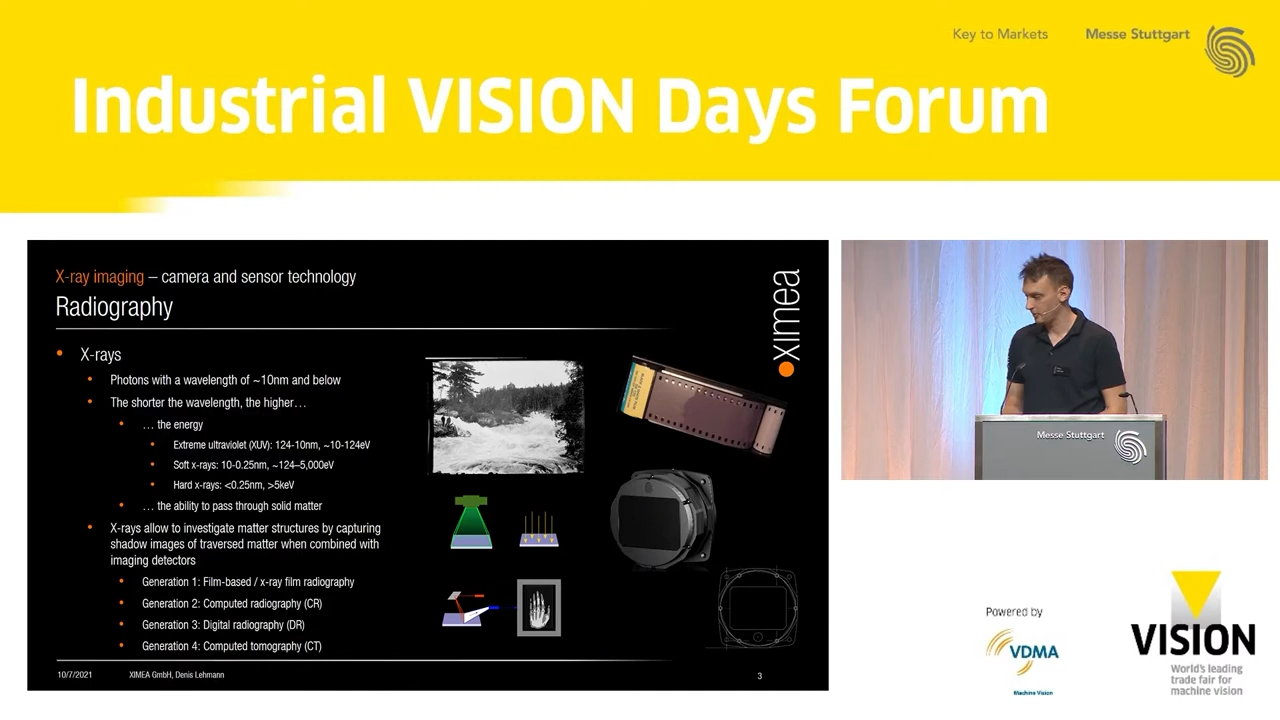 Key to Markets
Messe Stuttgart
Industrial VISION Days Forum
X-ray imaging – camera and sensor technology
Radiography
ximea
• X-rays
• Photons with a wavelength of ~10nm and below
• The shorter the wavelength, the higher…
• … the energy
• Extreme ultraviolet (XUV): 124-10nm, ~10-124eV
• Soft x-rays: 10-0.25nm, ~124–5,000eV
• Hard x-rays: <0.25nm, >5keV
• … the ability to pass through solid matter
• X-rays allow to investigate matter structures by capturing
shadow images of traversed matter when combined with
imaging detectors
• Generation 1: Film-based / x-ray film radiography
• Generation 2: Computed radiography (CR)
• Generation 3: Digital radiography (DR)
• Generation 4: Computed tomography (CT)
10/7/2021
XIMEA GmbH, Denis Lehmann
3
Messe Stuttgart
Powered by
VDMA
Machine Vision
VISION
World's leading
trade fair for
machine vision